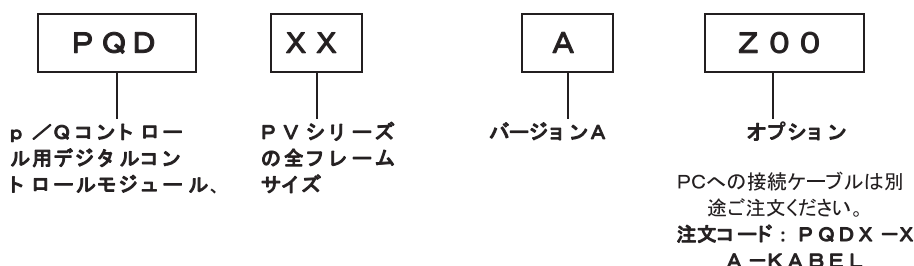 PQD
XX
A
Z00
p／Qコントロー
ル用デジタルコン
トロールモジュール、
PVシリーズ
の全フレーム
サイズ
バージョンA
オプション
PCへの接続ケーブルは別
途ご注文ください。
注文コード：PQDX－X
A－KABEL